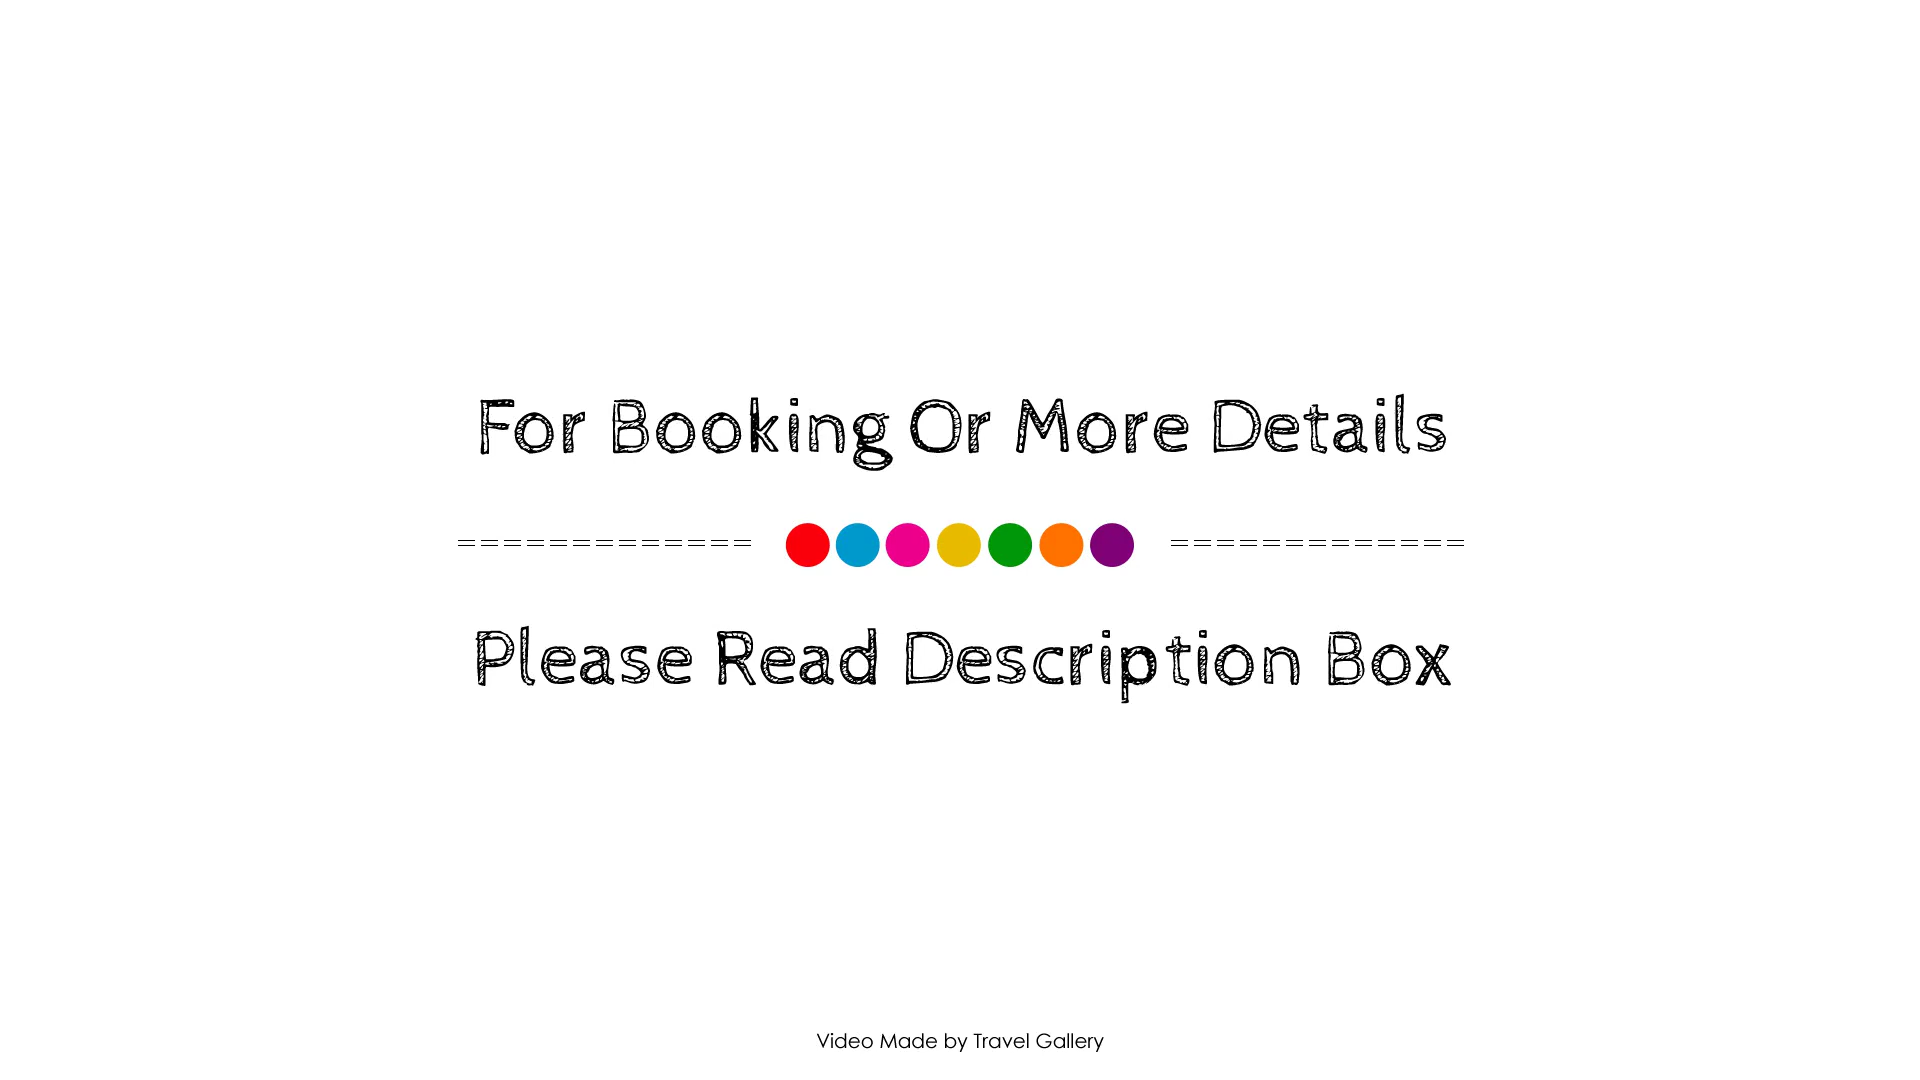 For Booking Or More Details
============= =============
Please Read Description Box
Video Made by Travel Gallery